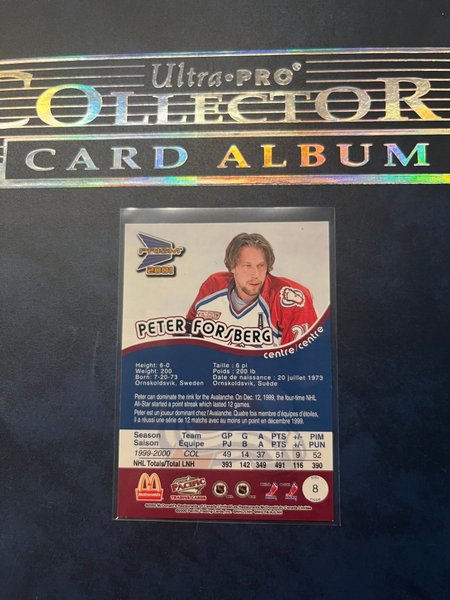 Ultra·PRO®
COLLECTOR
CARD ALBUM
PRISM
2001
PETER FORSBERG
centre/centre
Height: 6-0
Weight: 200
Born: 7-20-73
Ornskoldsvik, Sweden
Taille : 6 pi
Poids : 200 lb
Date de naissance : 20 juillet 1973
Ornskoldsvik, Suède
Peter can dominate the rink for the Avalanche. On Dec. 12, 1999, the four-time NHL
All-Star started a point streak which lasted 12 games.
Peter est un joueur dominant chez l'Avalanche. Quatre fois membre d'équipes d'étoiles,
il a réussi une série de 12 matchs avec au moins un point en décembre 1999.
Season Team GP G A PTS +/- PIM
Saison Équipe PJ B A PTS +/- PUN
1999-2000 COL 49 14 37 51 9 52
NHL Totals/Total LNH 393 142 349 491 116 390
McDonald's
PACIFIC
TRADING CARDS
8